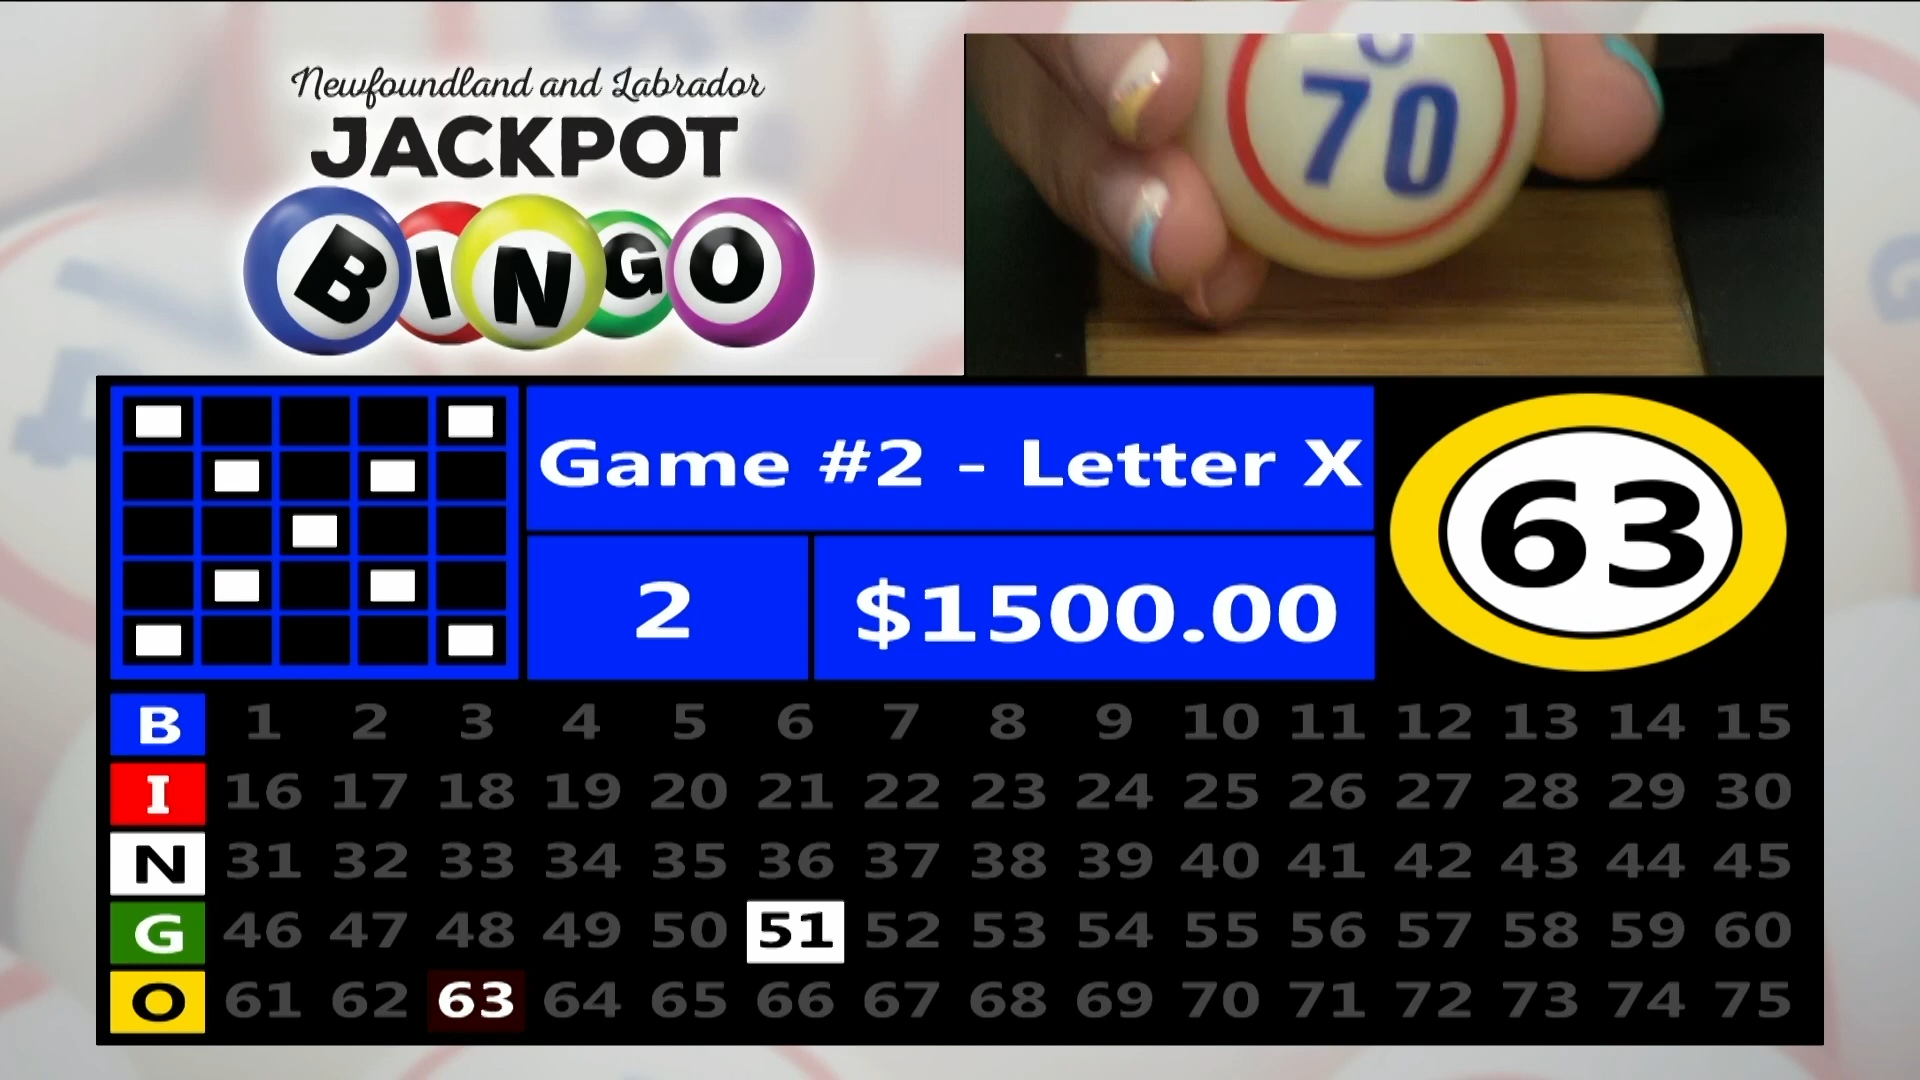 Newfoundland and Labrador
JACKPOT
BINGO
O
70
Game #2 - Letter X
2
$1500.00
63
B 1 2 3 4 5 6 7 8 9 10 11 12 13 14 15
I 16 17 18 19 20 21 22 23 24 25 26 27 28 29 30
N 31 32 33 34 35 36 37 38 39 40 41 42 43 44 45
G 46 47 48 49 50 51 52 53 54 55 56 57 58 59 60
O 61 62 63 64 65 66 67 68 69 70 71 72 73 74 75